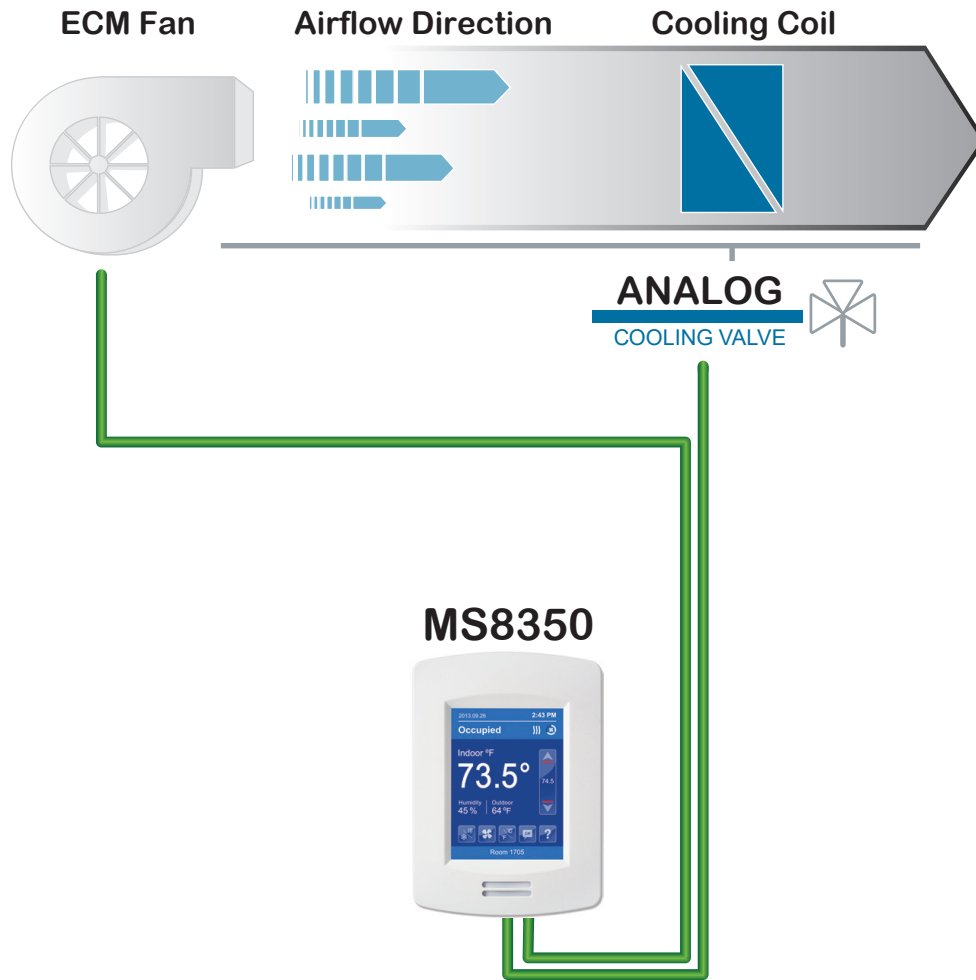 ECM Fan
Airflow Direction
Cooling Coil
ANALOG
COOLING VALVE
MS8350
2013.09.26
2:43 PM
Occupied
Indoor °F
73.5°
74.5
Humidity
45 %
Outdoor
64 °F
?
Room 1705